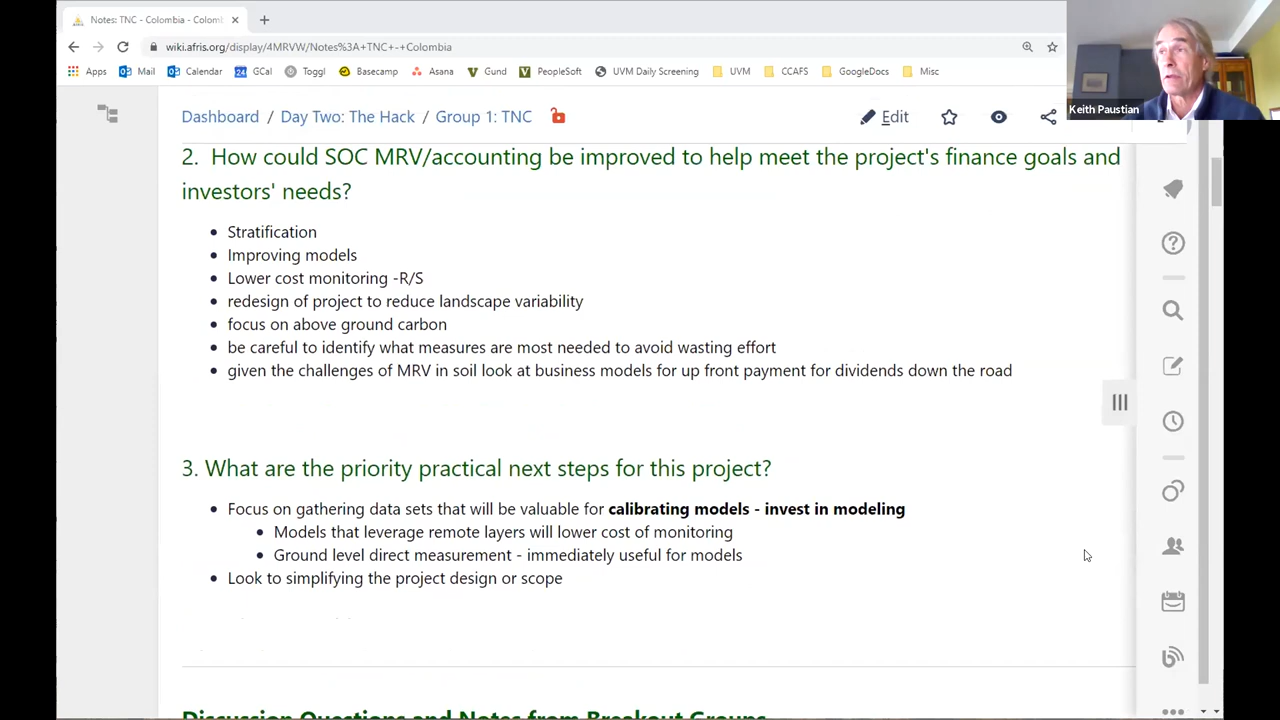 Notes: TNC - Colombia - Colomb
wiki.afris.org/display/4MRVW/Notes%3A+TNC+-+Colombia
Apps Mail Calendar GCal Toggl Basecamp Asana Gund PeopleSoft UVM Daily Screening UVM CCAFS GoogleDocs Misc
Keith Paustian
Dashboard / Day Two: The Hack / Group 1: TNC Edit
2. How could SOC MRV/accounting be improved to help meet the project's finance goals and
investors' needs?
• Stratification
• Improving models
• Lower cost monitoring -R/S
• redesign of project to reduce landscape variability
• focus on above ground carbon
• be careful to identify what measures are most needed to avoid wasting effort
• given the challenges of MRV in soil look at business models for up front payment for dividends down the road
3. What are the priority practical next steps for this project?
• Focus on gathering data sets that will be valuable for calibrating models - invest in modeling
• Models that leverage remote layers will lower cost of monitoring
• Ground level direct measurement - immediately useful for models
• Look to simplifying the project design or scope
Discussion Questions and Notes from Breakout Groups